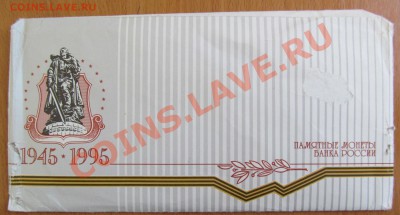 COINS.LAVE.RU
COINS.LAVE.RU
1945 • 1995
ПАМЯТНЫЕ МОНЕТЫ
БАНКА РОССИИ